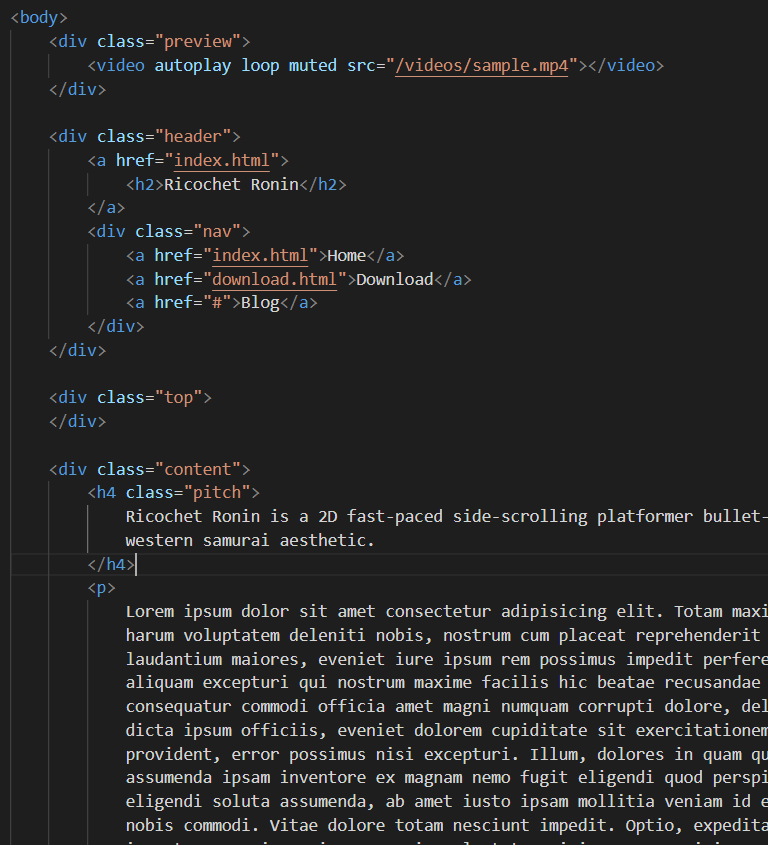 <body>
<div class="preview">
<video autoplay loop muted src="/videos/sample.mp4"></video>
</div>
<div class="header">
<a href="index.html">
<h2>Ricochet Ronin</h2>
</a>
<div class="nav">
<a href="index.html">Home</a>
<a href="download.html">Download</a>
<a href="#">Blog</a>
</div>
</div>
<div class="top">
</div>
<div class="content">
<h4 class="pitch">
Ricochet Ronin is a 2D fast-paced side-scrolling platformer bullet-
western samurai aesthetic.
</h4>
<p>
Lorem ipsum dolor sit amet consectetur adipisicing elit. Totam maxi
harum voluptatem deleniti nobis, nostrum cum placeat reprehenderit
laudantium maiores, eveniet iure ipsum rem possimus impedit perfere
aliquam excepturi qui nostrum maxime facilis hic beatae recusandae
consequatur commodi officia amet magni numquam corrupti dolore, del
dicta ipsum officiis, eveniet dolorem cupiditate sit exercitationem
provident, error possimus nisi excepturi. Illum, dolores in quam qu
assumenda ipsam inventore ex magnam nemo fugit eligendi quod perspi
eligendi soluta assumenda, ab amet iusto ipsam mollitia veniam id e
nobis commodi. Vitae dolore totam nesciunt impedit. Optio, expedita